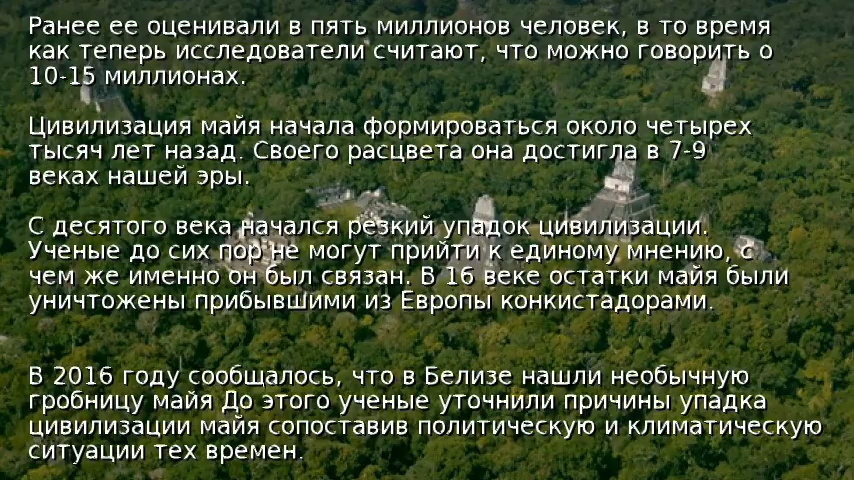 Ранее ее оценивали в пять миллионов человек, в то время
как теперь исследователи считают, что можно говорить о
10-15 миллионах.
Цивилизация майя начала формироваться около четырех
тысяч лет назад. Своего расцвета она достигла в 7-9
веках нашей эры.
С десятого века начался резкий упадок цивилизации.
Ученые до сих пор не могут прийти к единому мнению, с
чем же именно он был связан. В 16 веке остатки майя были
уничтожены прибывшими из Европы конкистадорами.
В 2016 году сообщалось, что в Белизе нашли необычную
гробницу майя До этого ученые уточнили причины упадка
цивилизации майя сопоставив политическую и климатическую
ситуации тех времен.